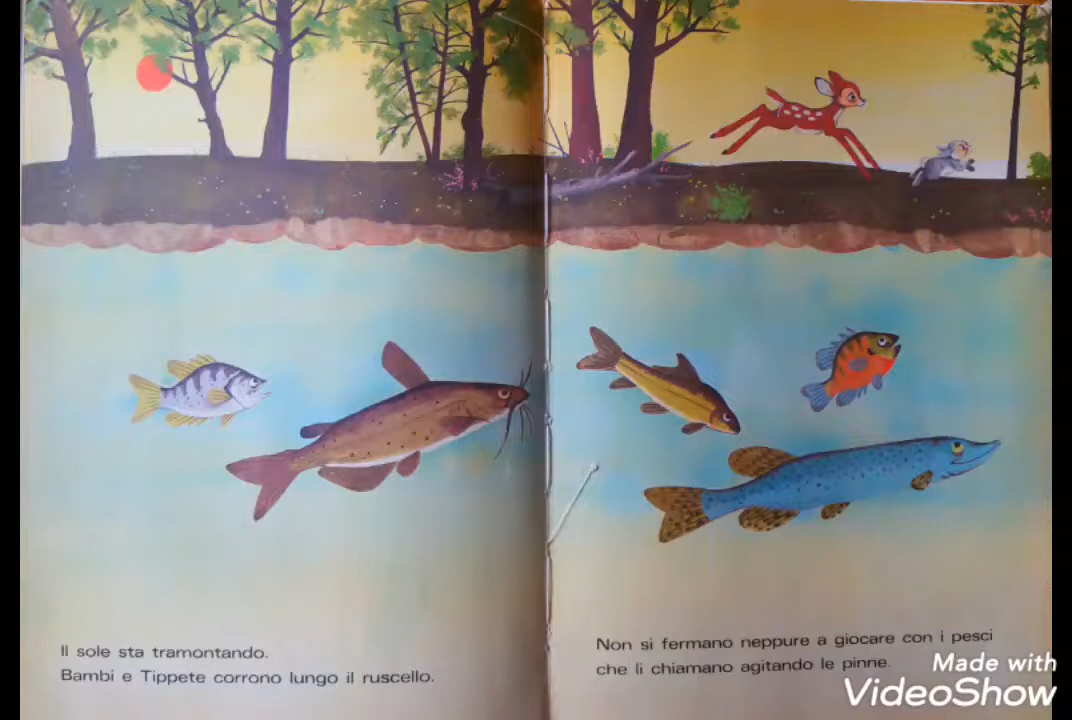 Il sole sta tramontando.
Bambi e Tippete corrono lungo il ruscello.
Non si fermano neppure a giocare con i pesci
che li chiamano agitando le pinne.
Made with
VideoShow